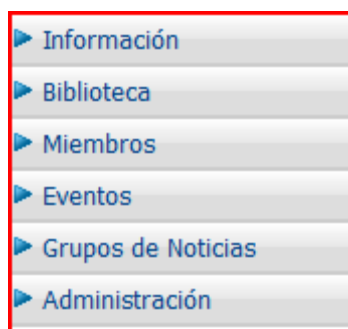 Información
Biblioteca
Miembros
Eventos
Grupos de Noticias
Administración